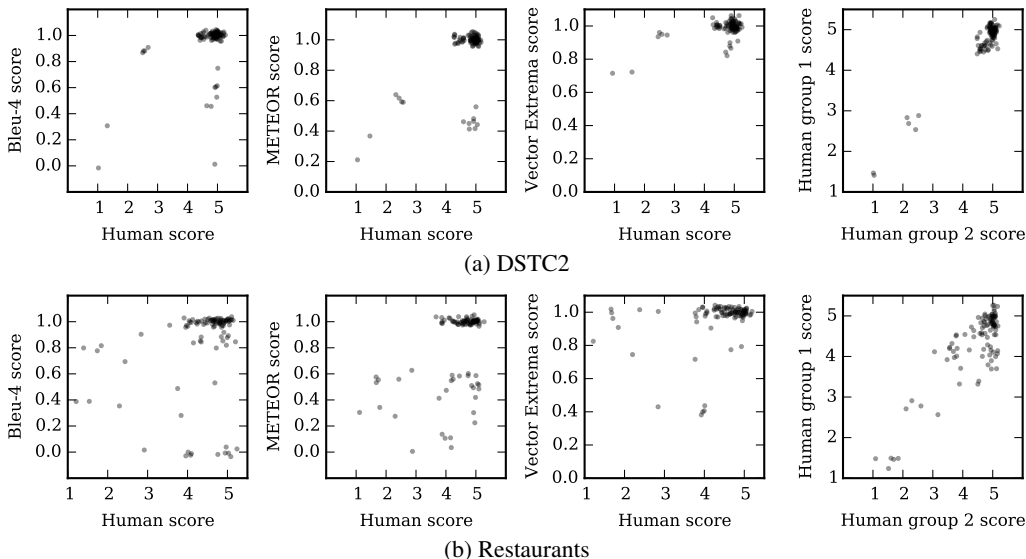 Bleu-4 score
1.0
0.8
0.6
0.4
0.2
0.0
1 2 3 4 5
Human score
METEOR score
1.0
0.8
0.6
0.4
0.2
0.0
1 2 3 4 5
Human score
Vector Extrema score
1.0
0.8
0.6
0.4
0.2
0.0
1 2 3 4 5
Human score
Human group 1 score
5
4
3
2
1
1 2 3 4 5
Human group 2 score
(a) DSTC2
Bleu-4 score
1.0
0.8
0.6
0.4
0.2
0.0
1 2 3 4 5
Human score
METEOR score
1.0
0.8
0.6
0.4
0.2
0.0
1 2 3 4 5
Human score
Vector Extrema score
1.0
0.8
0.6
0.4
0.2
0.0
1 2 3 4 5
Human score
Human group 1 score
5
4
3
2
1
1 2 3 4 5
Human group 2 score
(b) Restaurants